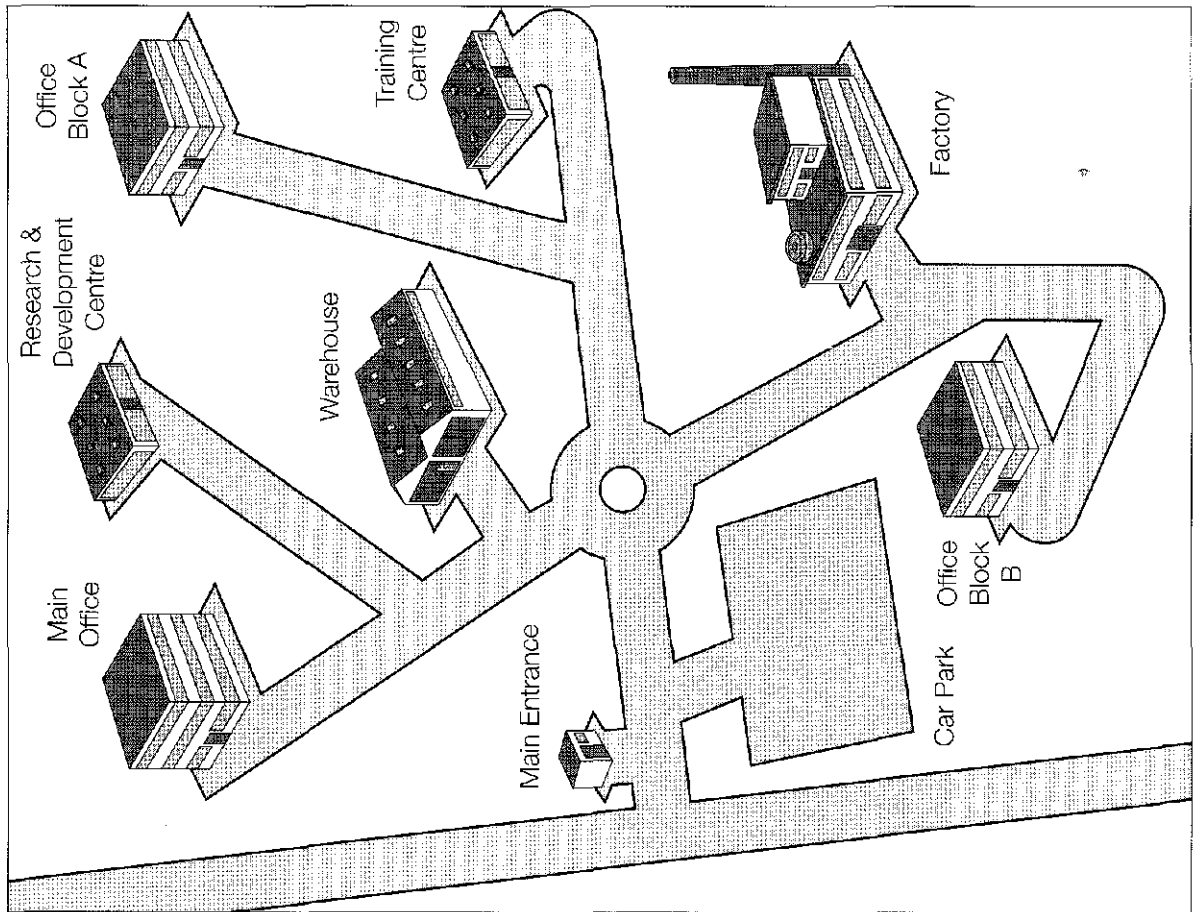 Office
Block A
Training
Centre
Research &
Development
Centre
Warehouse
Factory
Main
Office
Main Entrance
Office
Block
B
Car Park